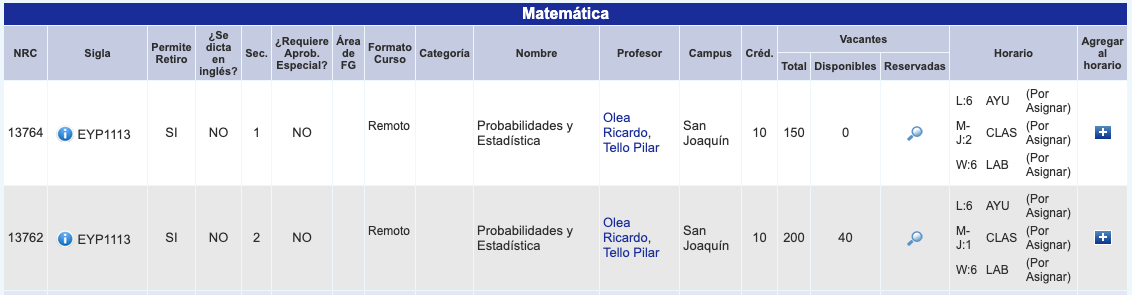 Matemática
NRC Sigla Permite Retiro ¿Se dicta en inglés? Sec. ¿Requiere Aprob. Especial? Área de FG Formato Curso Categoría Nombre Profesor Campus Créd. Vacantes Horario Agregar al horario
Total Disponibles Reservadas
13764 EYP1113 SI NO 1 NO Remoto Probabilidades y Estadística Olea Ricardo, Tello Pilar San Joaquín 10 150 0
L:6 AYU (Por Asignar)
M-J:2 CLAS (Por Asignar)
W:6 LAB (Por Asignar)
13762 EYP1113 SI NO 2 NO Remoto Probabilidades y Estadística Olea Ricardo, Tello Pilar San Joaquín 10 200 40
L:6 AYU (Por Asignar)
M-J:1 CLAS (Por Asignar)
W:6 LAB (Por Asignar)